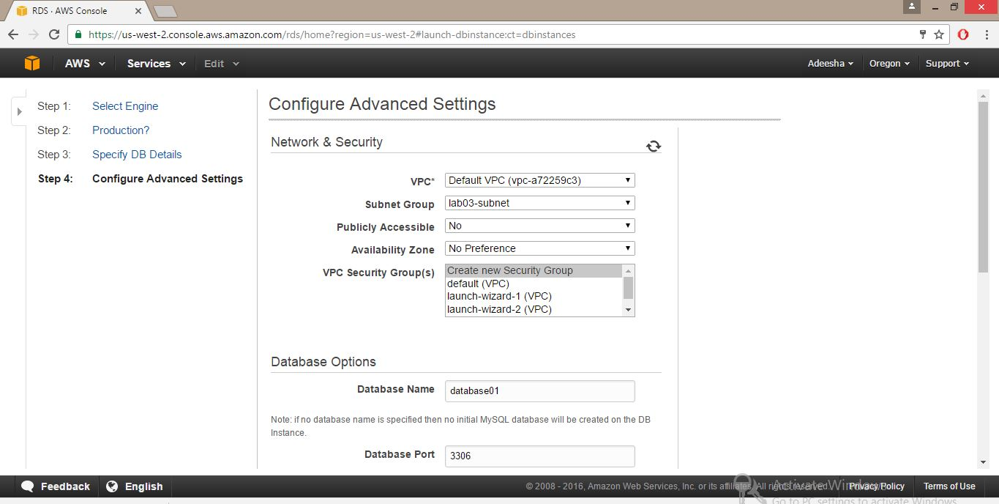 RDS · AWS Console
https://us-west-2.console.aws.amazon.com/rds/home?region=us-west-2#launch-dbinstance:ct=dbinstances
AWS Services Edit Adeesha Oregon Support
Step 1: Select Engine
Step 2: Production?
Step 3: Specify DB Details
Step 4: Configure Advanced Settings
Configure Advanced Settings
Network & Security
VPC* Default VPC (vpc-a72259c3)
Subnet Group lab03-subnet
Publicly Accessible No
Availability Zone No Preference
VPC Security Group(s) Create new Security Group
default (VPC)
launch-wizard-1 (VPC)
launch-wizard-2 (VPC)
Database Options
Database Name database01
Note: if no database name is specified then no initial MySQL database will be created on the DB
Instance.
Database Port 3306
Feedback English © 2008 - 2016, Amazon Web Services, Inc. or its affiliates. All rights reserved. Privacy Policy Terms of Use
Activate Windows
Go to PC settings to activate Windows.